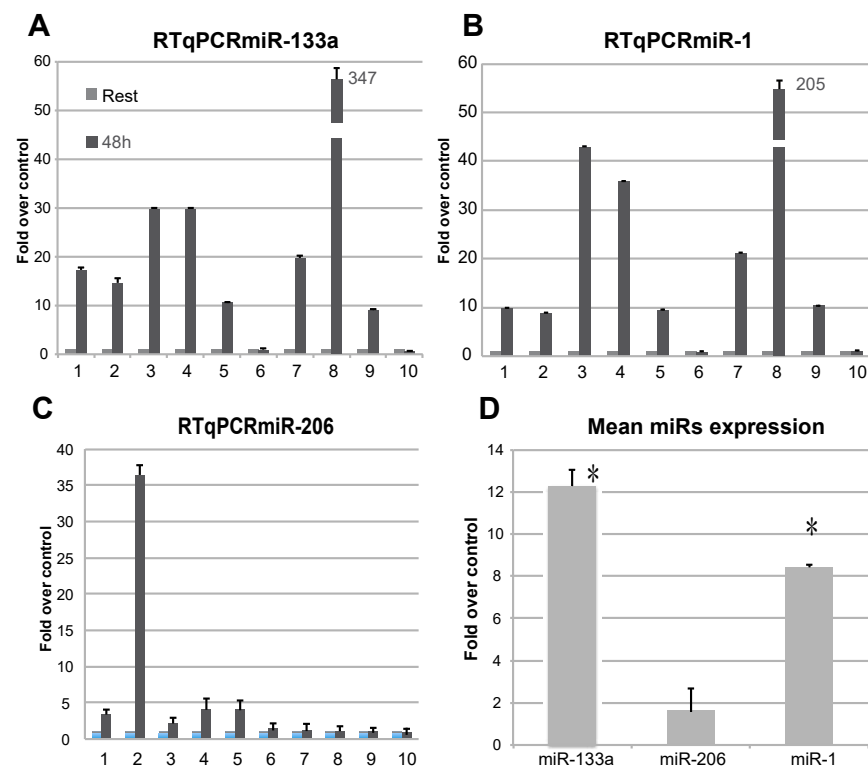 A
RTqPCRmiR-133a
Fold over control
60
50
40
30
20
10
0
Rest
48h
347
1 2 3 4 5 6 7 8 9 10
B
RTqPCRmiR-1
Fold over control
60
50
40
30
20
10
0
205
1 2 3 4 5 6 7 8 9 10
C
RTqPCRmiR-206
Fold over control
40
35
30
25
20
15
10
5
0
1 2 3 4 5 6 7 8 9 10
D
Mean miRs expression
Fold over control
14
12
10
8
6
4
2
0
*
*
miR-133a miR-206 miR-1